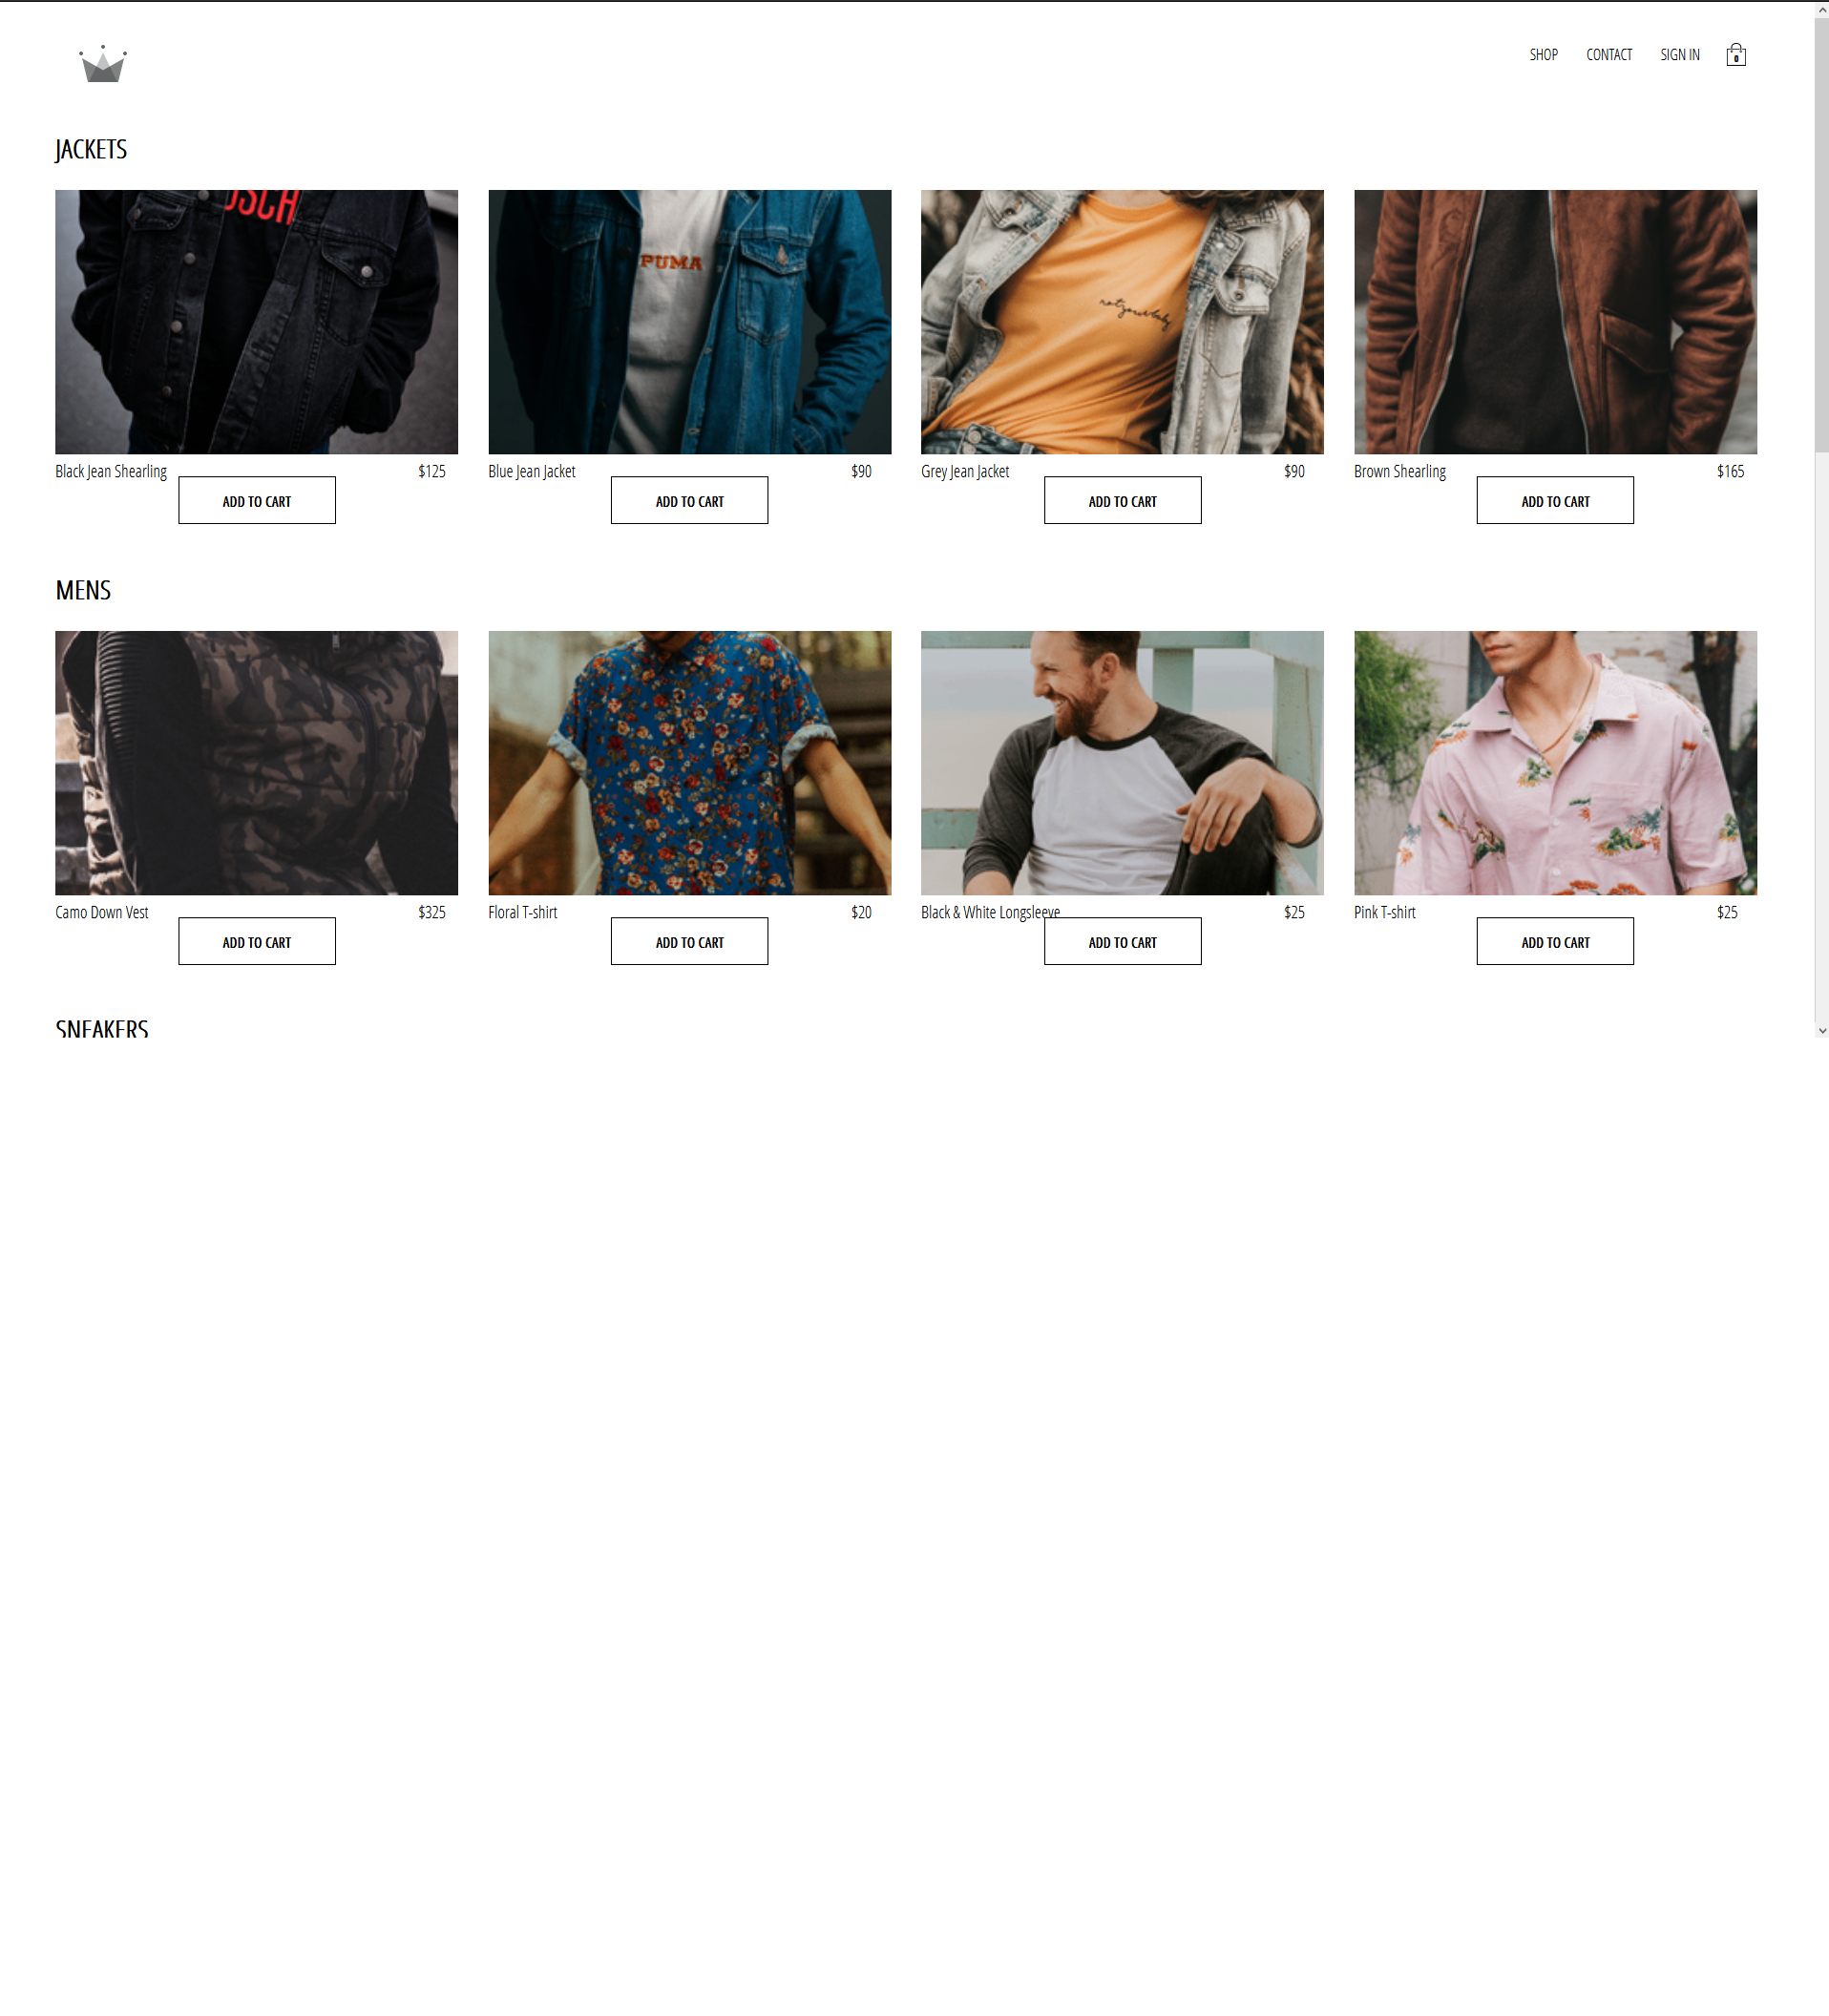 SHOP CONTACT SIGN IN 0
JACKETS
PUMA
notyourbaby
Black Jean Shearling $125 Blue Jean Jacket $90 Grey Jean Jacket $90 Brown Shearling $165
ADD TO CART ADD TO CART ADD TO CART ADD TO CART
MENS
Camo Down Vest $325 Floral T-shirt $20 Black & White Longsleeve $25 Pink T-shirt $25
ADD TO CART ADD TO CART ADD TO CART ADD TO CART
SNEAKERS